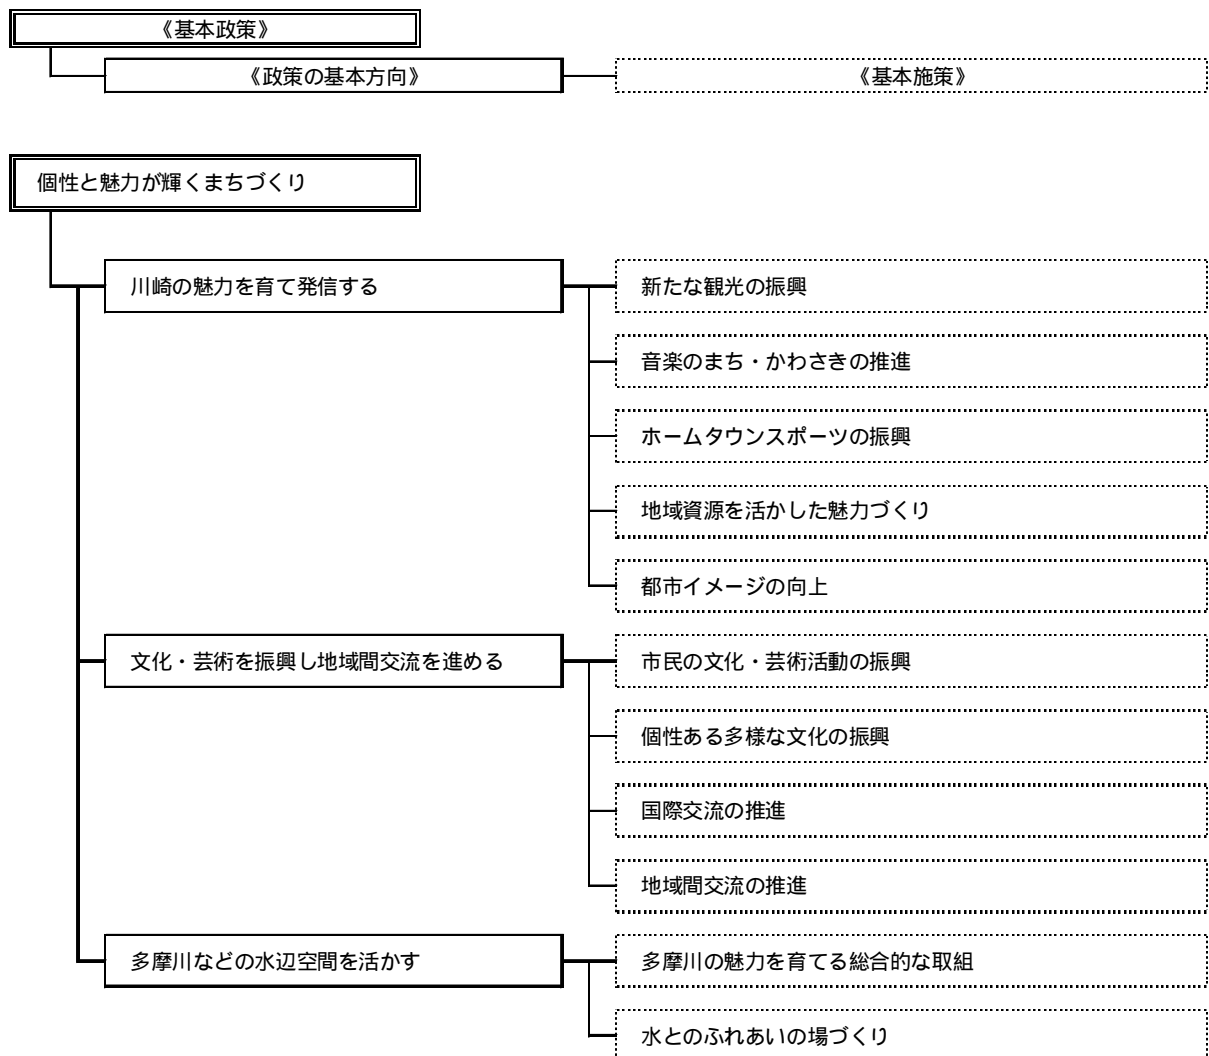 《基本政策》
《政策の基本方向》
《基本施策》
個性と魅力が輝くまちづくり
川崎の魅力を育て発信する
新たな観光の振興
音楽のまち・かわさきの推進
ホームタウンスポーツの振興
地域資源を活かした魅力づくり
都市イメージの向上
文化・芸術を振興し地域間交流を進める
市民の文化・芸術活動の振興
個性ある多様な文化の振興
国際交流の推進
地域間交流の推進
多摩川などの水辺空間を活かす
多摩川の魅力を育てる総合的な取組
水とのふれあいの場づくり